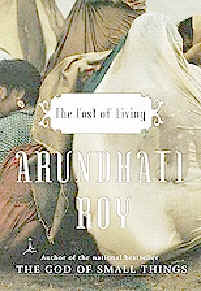 The Cost of Living
ARUNDHATI
ROY
Author of the national bestseller
THE GOD OF SMALL THINGS